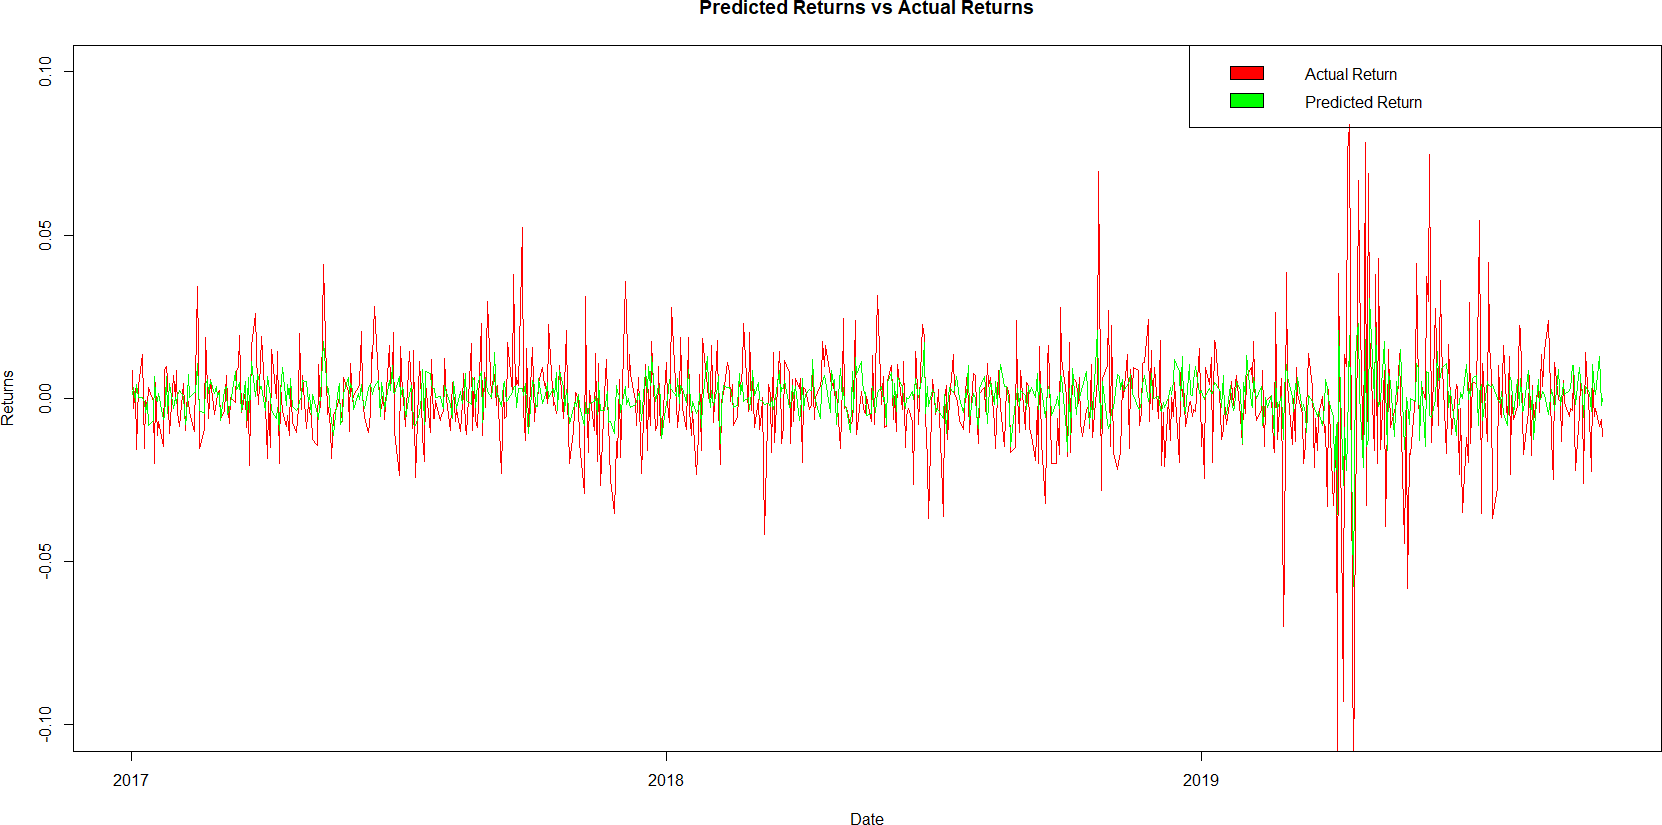 Predicted Returns vs Actual Returns
Actual Return
Predicted Return
0.10
0.05
0.00
-0.05
-0.10
Returns
2017
2018
2019
Date